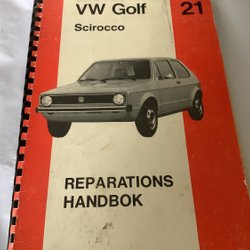 VW Golf
21
Scirocco
REPARATIONS
HANDBOK